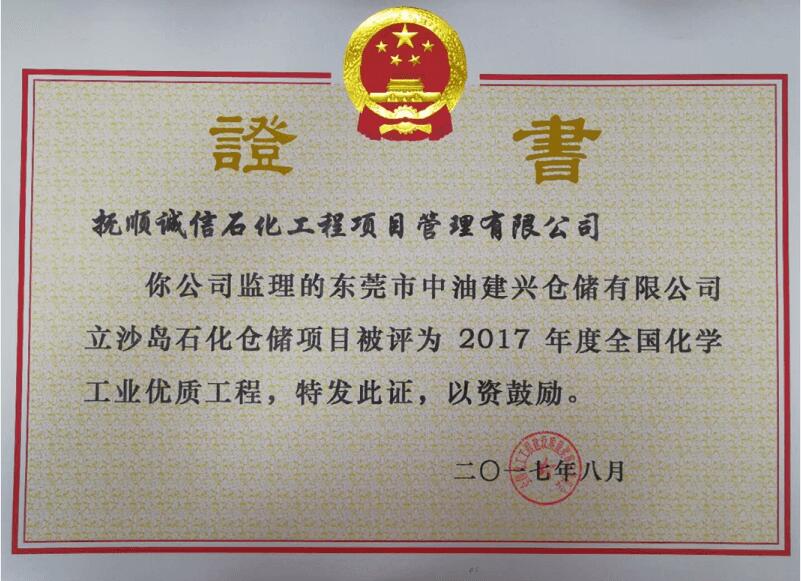 證書
抚顺诚信石化工程项目管理有限公司
你公司监理的东莞市中油建兴仓储有限公司
立沙岛石化仓储项目被评为 2017 年度全国化学
工业优质工程，特发此证，以资鼓励。
二〇一七年八月